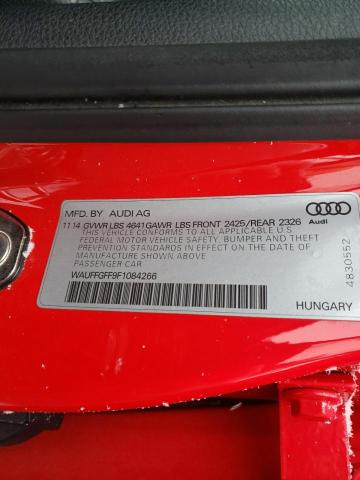 MFD. BY AUDI AG
11 14 GVWR LBS 4641 GAWR LBS FRONT 2425/REAR 2326
Audi
THIS VEHICLE CONFORMS TO ALL APPLICABLE U.S
FEDERAL MOTOR VEHICLE SAFETY, BUMPER AND THEFT
PREVENTION STANDARDS IN EFFECT ON THE DATE OF
MANUFACTURE SHOWN ABOVE
WAUFFGFF9F1084266
PASSENGER CAR
HUNGARY
4830552